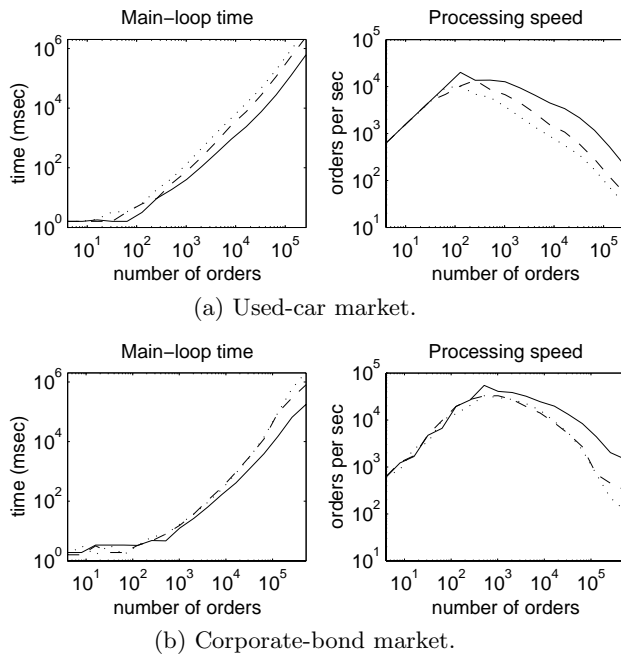 Main−loop time
Processing speed
10^6
10^4
10^2
10^0
time (msec)
10^1 10^2 10^3 10^4 10^5
number of orders
10^5
10^4
10^3
10^2
10^1
orders per sec
10^1 10^2 10^3 10^4 10^5
number of orders
(a) Used-car market.
Main−loop time
Processing speed
10^6
10^4
10^2
10^0
time (msec)
10^1 10^2 10^3 10^4 10^5
number of orders
10^5
10^4
10^3
10^2
10^1
orders per sec
10^1 10^2 10^3 10^4 10^5
number of orders
(b) Corporate-bond market.